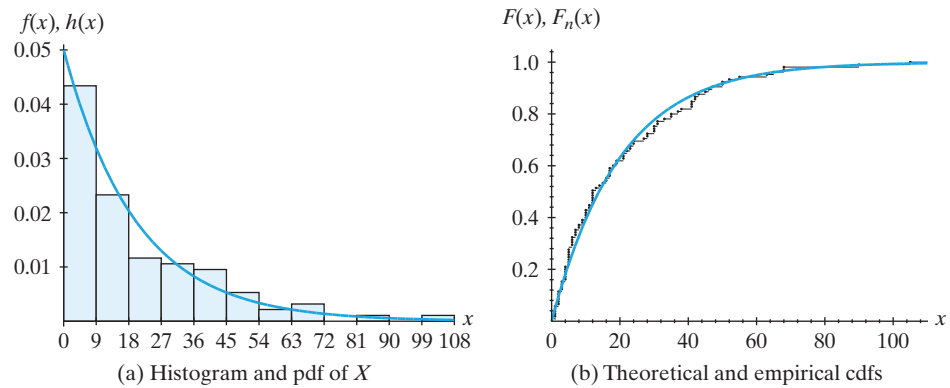 f(x), h(x)
0.05
0.04
0.03
0.02
0.01
0 9 18 27 36 45 54 63 72 81 90 99 108
x
(a) Histogram and pdf of X
F(x), Fn(x)
1.0
0.8
0.6
0.4
0.2
0 20 40 60 80 100
x
(b) Theoretical and empirical cdfs